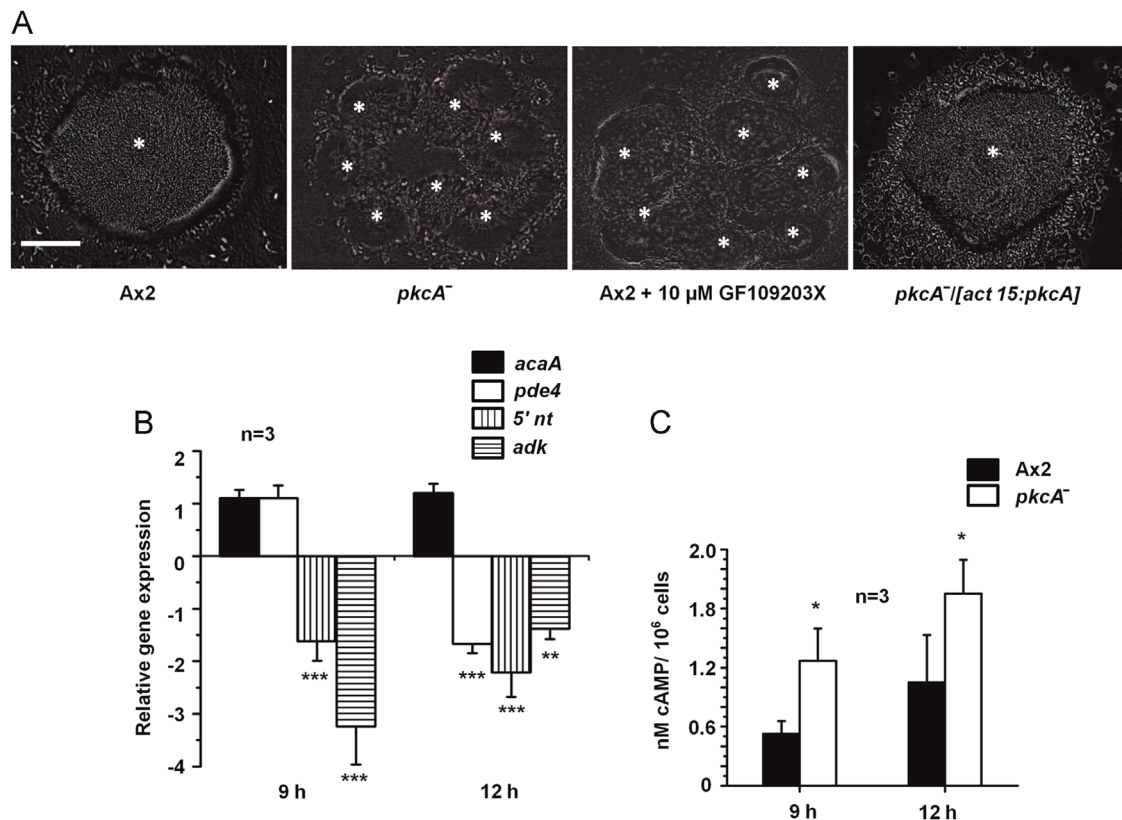 A
* * * * * * * * * * * * * * * *
Ax2 pkcA⁻ Ax2 + 10 µM GF109203X pkcA⁻/[act 15:pkcA]
B
n=3
acaA
pde4
5' nt
adk
Relative gene expression
2
1
0
-1
-2
-3
-4
***
***
***
***
**
9 h 12 h
C
Ax2
pkcA⁻
n=3
nM cAMP/ 10⁶ cells
2.0
1.8
1.2
0.6
0
*
*
9 h 12 h